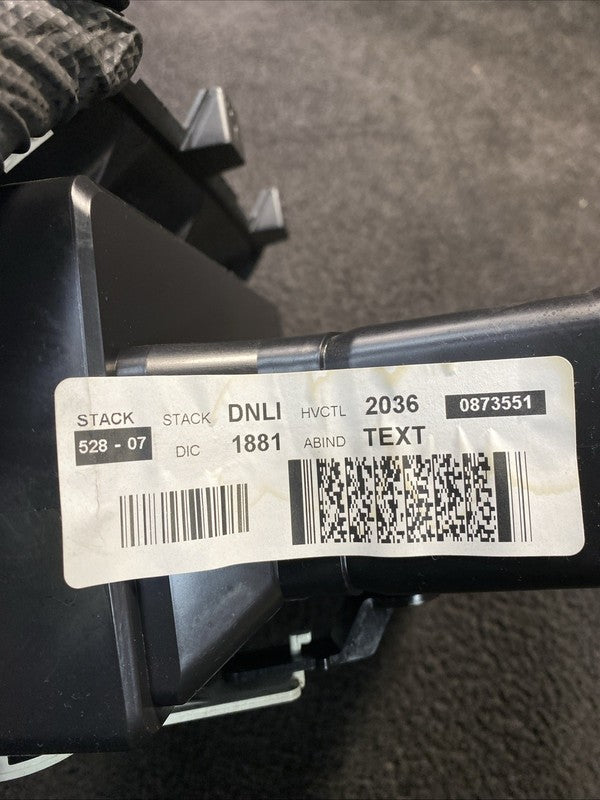 STACK STACK DNLI HVCTL 2036 0873551
528 - 07 DIC 1881 ABIND TEXT